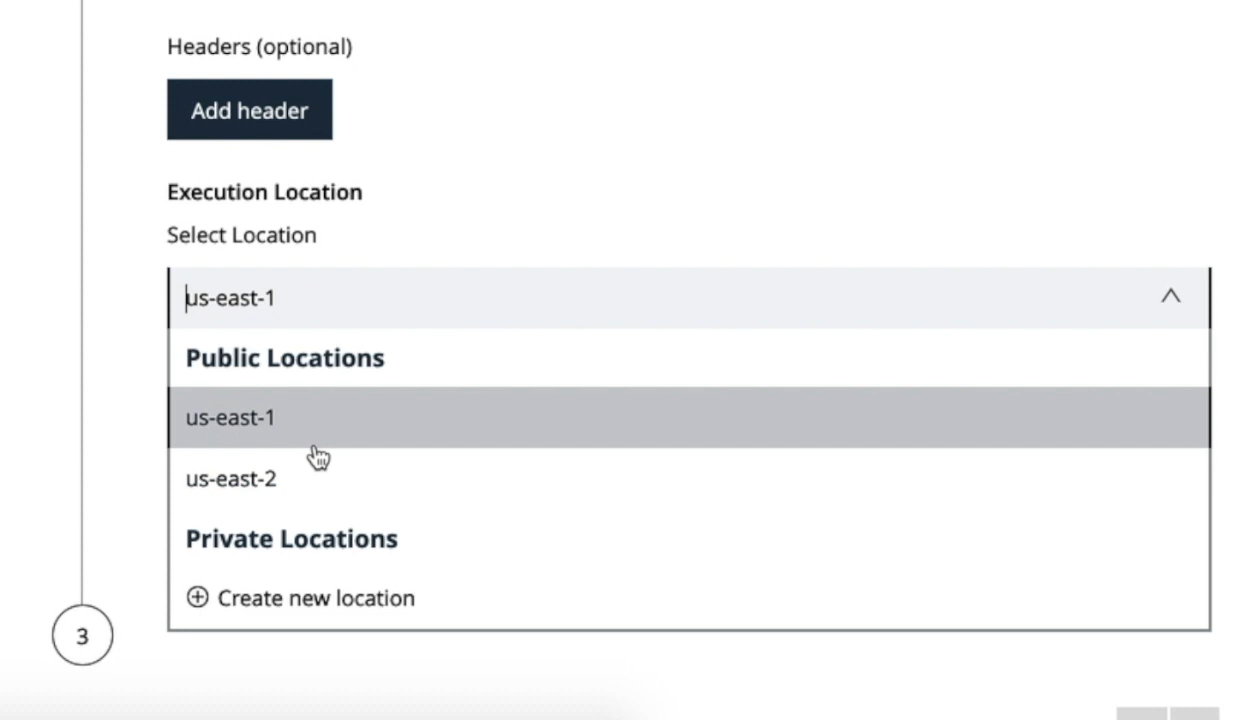 Headers (optional)
Add header
Execution Location
Select Location
us-east-1
Public Locations
us-east-1
us-east-2
Private Locations
Create new location
3